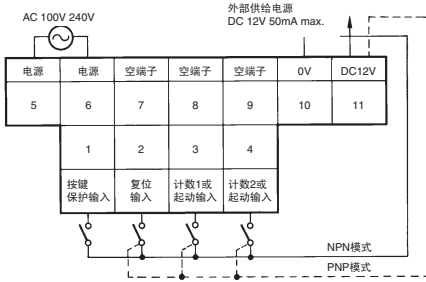 AC 100V 240V
外部供给电源
DC 12V 50mA max.
电源 电源 空端子 空端子 空端子 0V DC12V
5 6 7 8 9 10 11
1 2 3 4
按键 复位 计数1或 计数2或
保护输入 输入 起动输入 起动输入
NPN模式
PNP模式